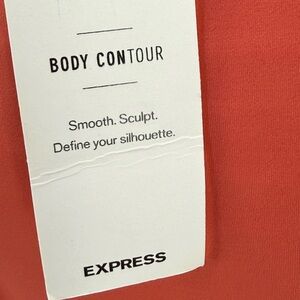 BODY CONTOUR
Smooth. Sculpt.
Define your silhouette.
EXPRESS